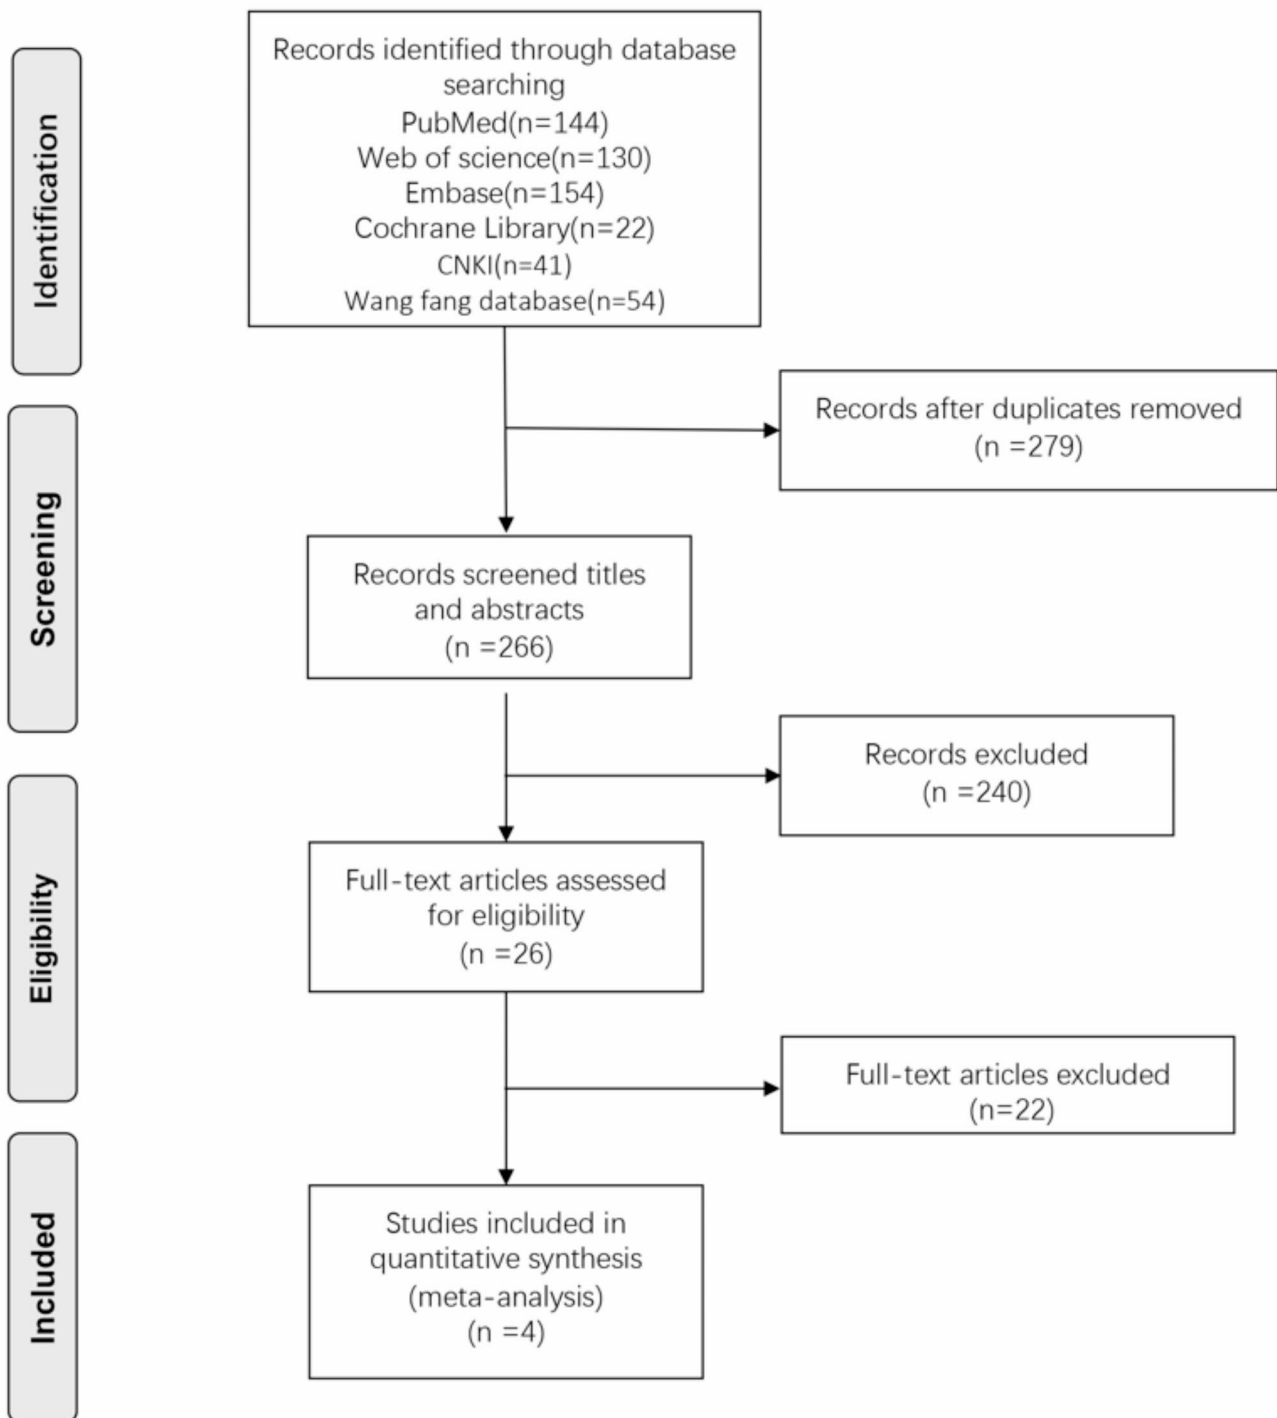 Identification
Records identified through database
searching
PubMed(n=144)
Web of science(n=130)
Embase(n=154)
Cochrane Library(n=22)
CNKI(n=41)
Wang fang database(n=54)
Records after duplicates removed
(n =279)
Screening
Records screened titles
and abstracts
(n =266)
Records excluded
(n =240)
Eligibility
Full-text articles assessed
for eligibility
(n =26)
Full-text articles excluded
(n=22)
Included
Studies included in
quantitative synthesis
(meta-analysis)
(n =4)